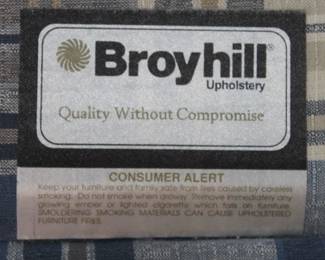 Broyhill®
Upholstery
Quality Without Compromise
CONSUMER ALERT
Keep your furniture and family safe from fires caused by careless
smoking. Do not smoke when drowsy. Remove immediately any
glowing ember or lighted cigarette which falls on furniture.
SMOLDERING SMOKING MATERIALS CAN CAUSE UPHOLSTERED
FURNITURE FIRES.